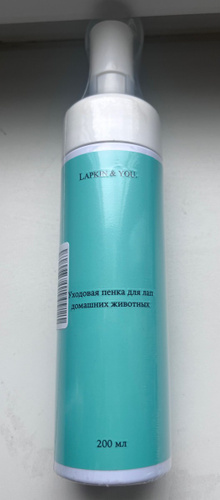 LAPKIN & YOU.
Уходовая пенка для лап
домашних животных
200 мл